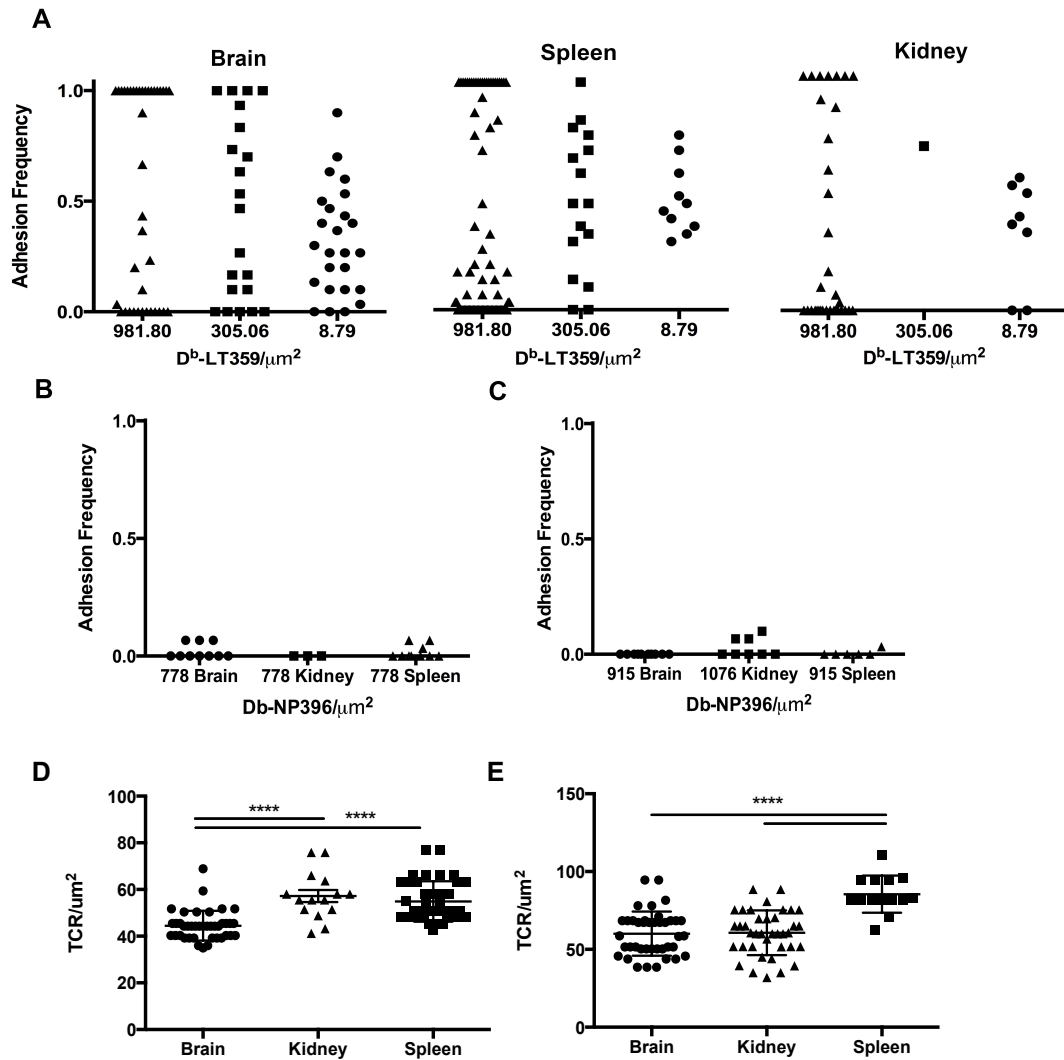 A
Brain
Spleen
Kidney
Adhesion Frequency
1.0
0.5
0.0
981.80 305.06 8.79
981.80 305.06 8.79
981.80 305.06 8.79
Dᵇ-LT359/µm²
Dᵇ-LT359/µm²
Dᵇ-LT359/µm²
B
Adhesion Frequency
1.0
0.5
0.0
778 Brain 778 Kidney 778 Spleen
Db-NP396/µm²
C
Adhesion Frequency
1.0
0.5
0.0
915 Brain 1076 Kidney 915 Spleen
Db-NP396/µm²
D
TCR/um²
100
80
60
40
20
0
****
****
Brain Kidney Spleen
E
TCR/um²
150
100
50
0
****
Brain Kidney Spleen